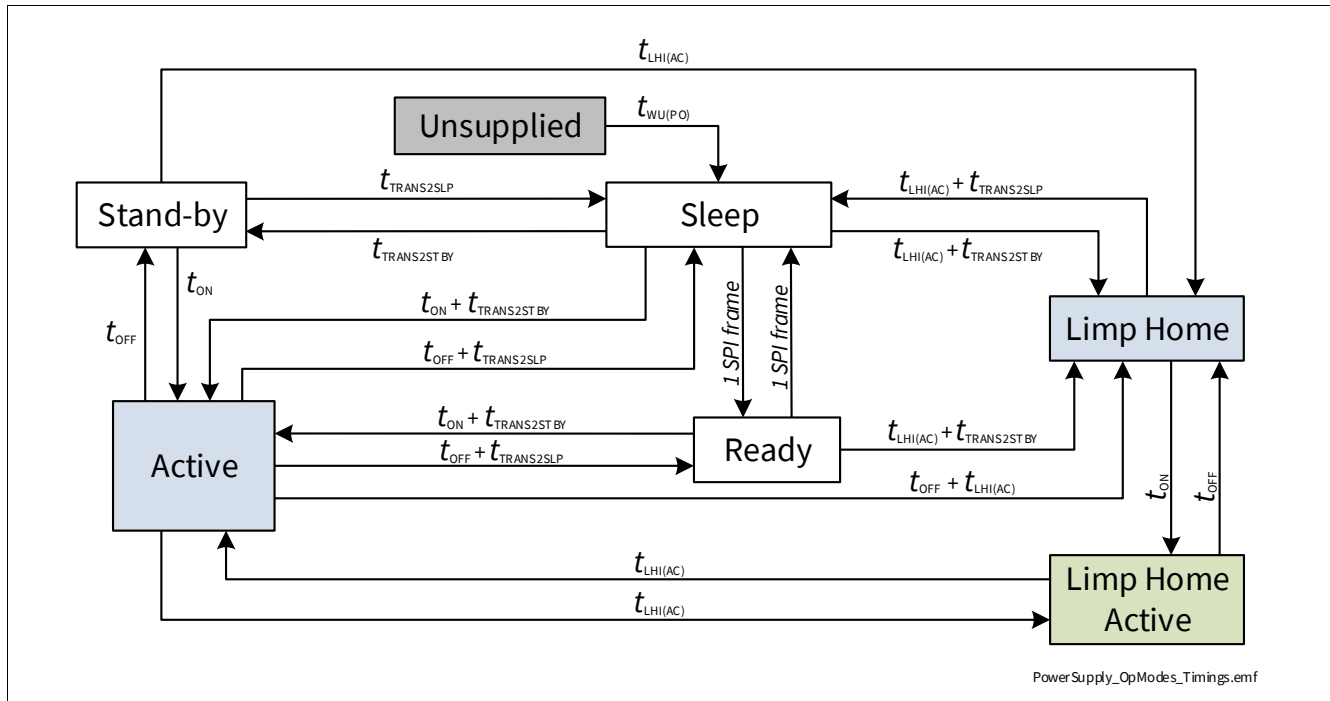 tLHI(AC)
Unsupplied
tWU(PO)
Stand-by
tTRANS2SLP
Sleep
tLHI(AC) + tTRANS2SLP
tTRANS2STBY
tLHI(AC) + tTRANS2STBY
tON
tOFF
tON + tTRANS2STBY
1 SPI frame
1 SPI frame
Limp Home
tOFF + tTRANS2SLP
Active
tON + tTRANS2STBY
tOFF + tTRANS2SLP
Ready
tLHI(AC) + tTRANS2STBY
tOFF + tLHI(AC)
tON
tOFF
tLHI(AC)
tLHI(AC)
Limp Home
Active
PowerSupply_OpModes_Timings.emf